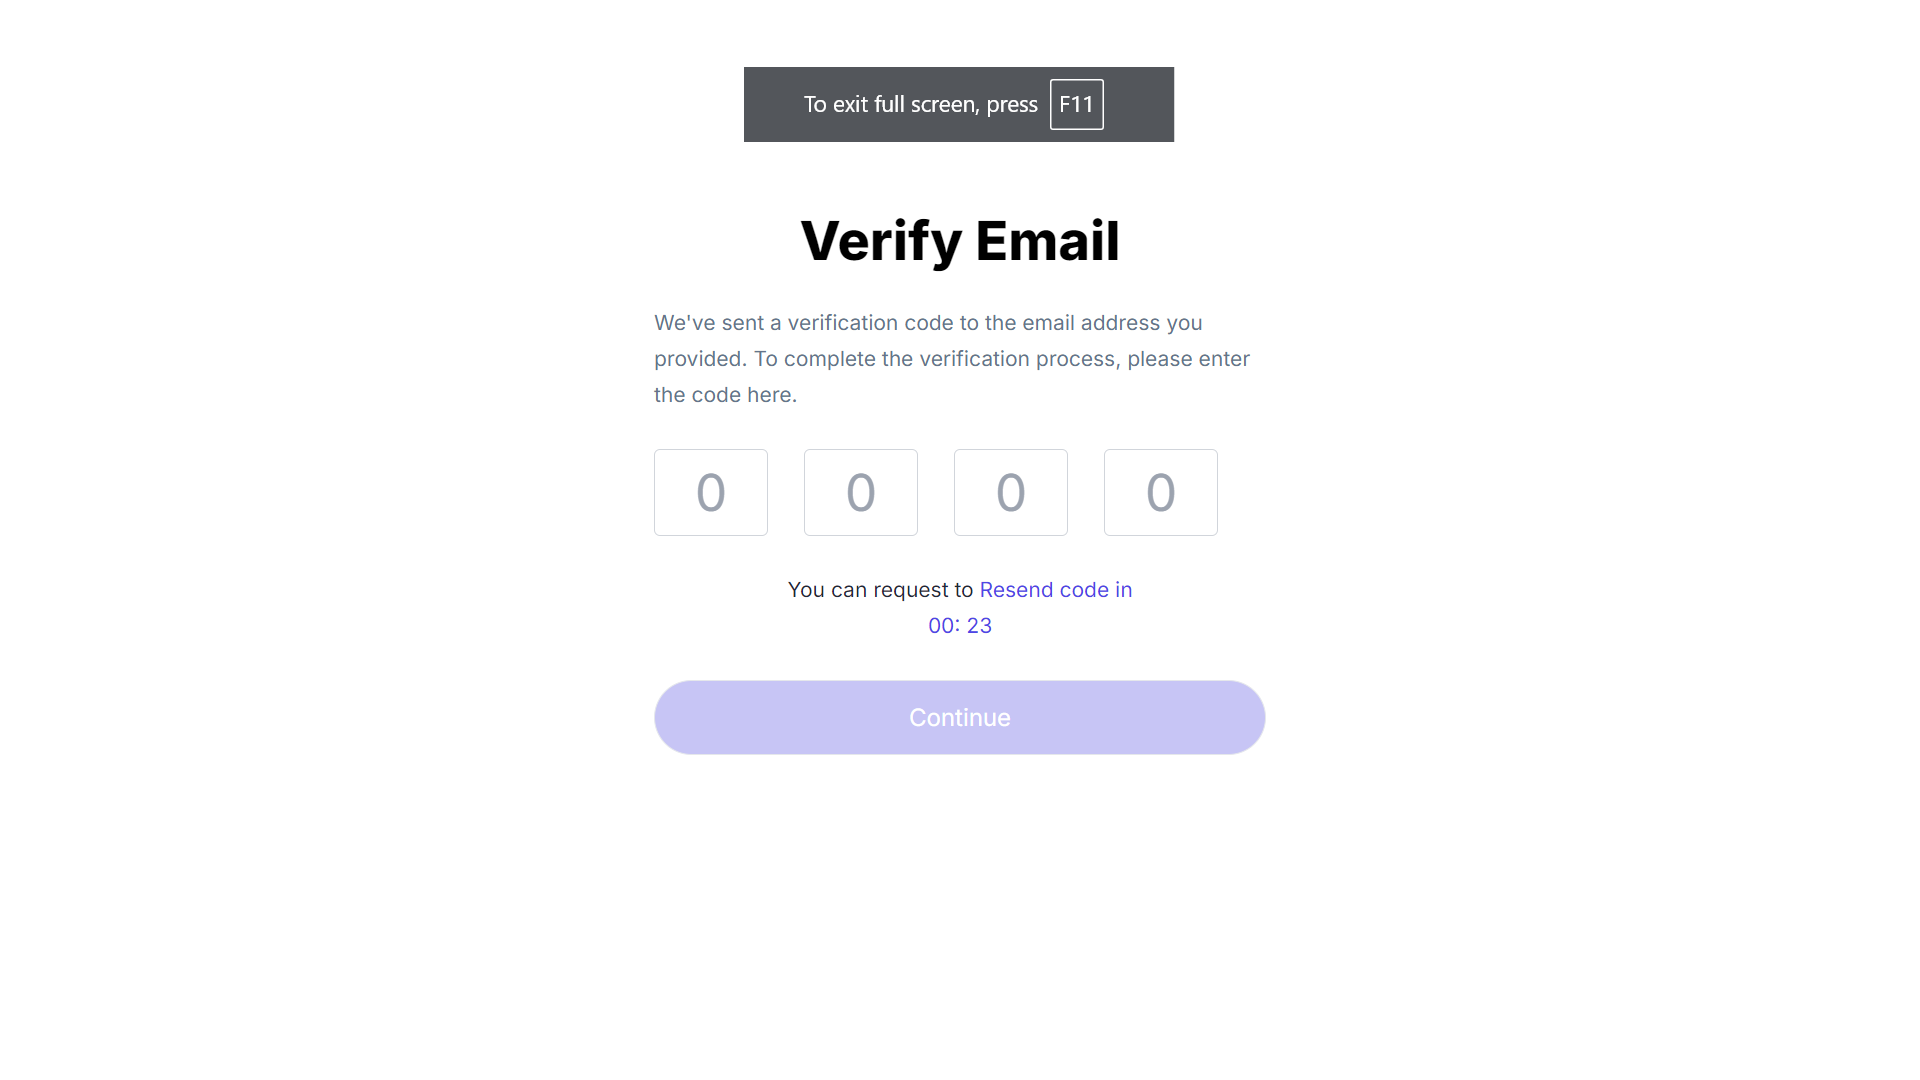 To exit full screen, press F11
Verify Email
We've sent a verification code to the email address you
provided. To complete the verification process, please enter
the code here.
0 0 0 0
You can request to Resend code in
00: 23
Continue